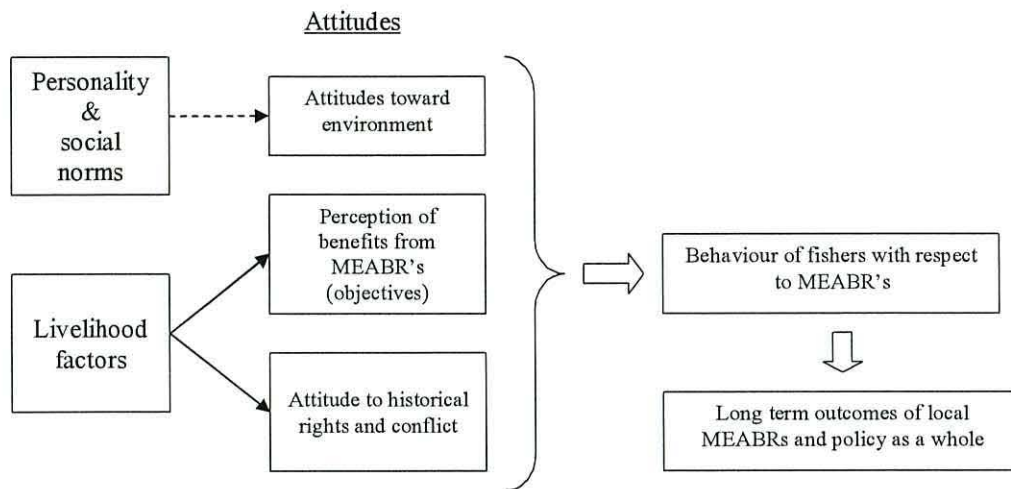 Attitudes
Personality
&
social
norms
Attitudes toward
environment
Perception of
benefits from
MEABR's
(objectives)
Livelihood
factors
Attitude to historical
rights and conflict
Behaviour of fishers with respect
to MEABR's
Long term outcomes of local
MEABRs and policy as a whole